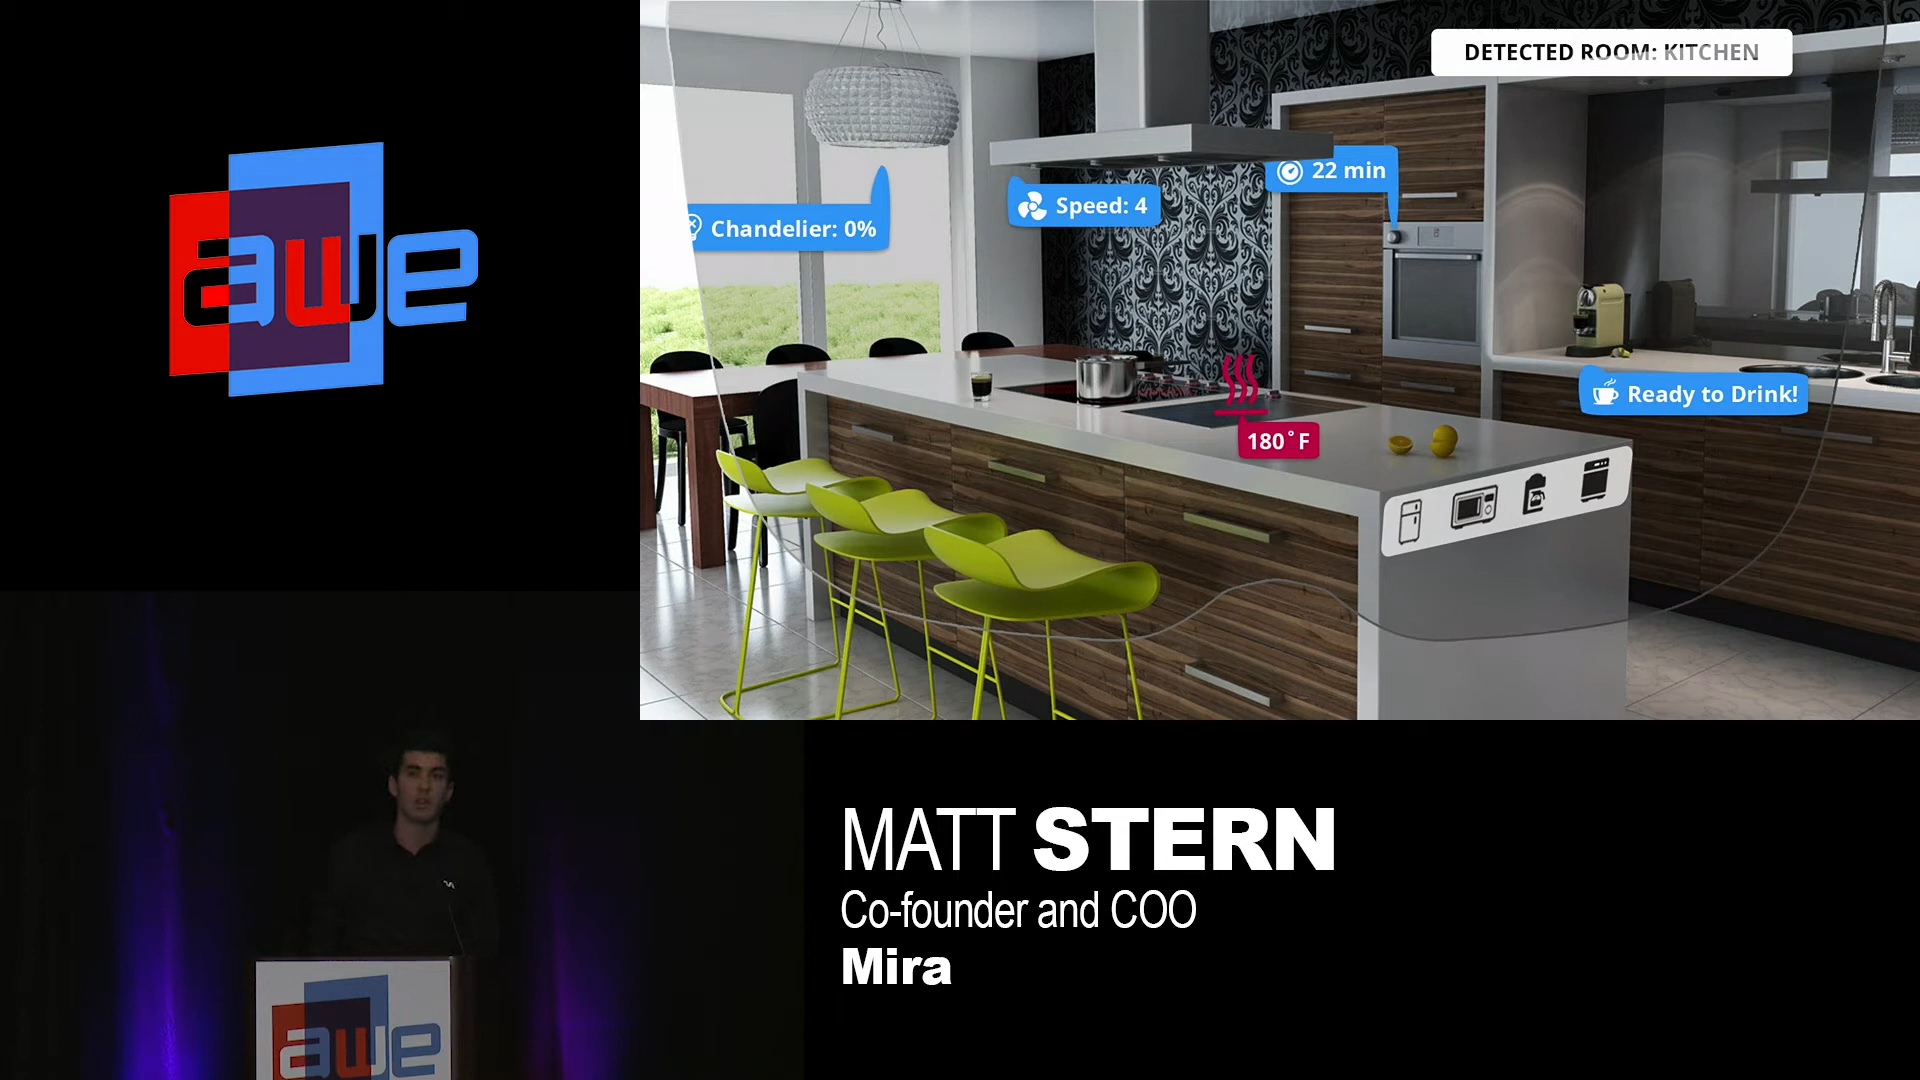 awe
DETECTED ROOM: KITCHEN
22 min
Speed: 4
Chandelier: 0%
Ready to Drink!
180°F
MATT STERN
Co-founder and COO
Mira
awe